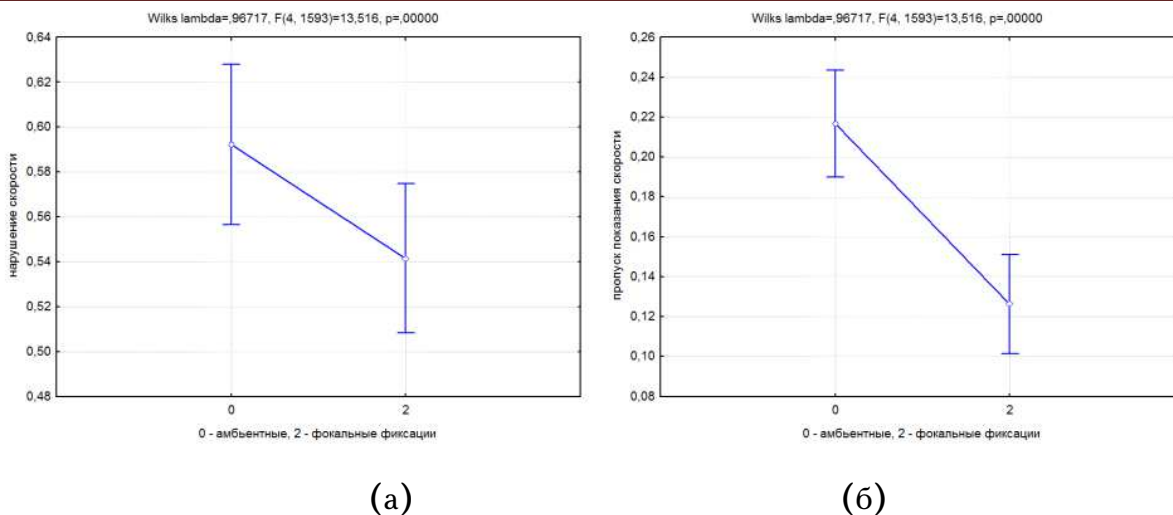 Wilks lambda=,96717, F(4, 1593)=13,516, p=,00000
0,64
0,62
0,60
0,58
0,56
0,54
0,52
0,50
0,48
нарушение скорости
0 2
0 - амбьентные, 2 - фокальные фиксации
(а)
Wilks lambda=,96717, F(4, 1593)=13,516, p=,00000
0,26
0,24
0,22
0,20
0,18
0,16
0,14
0,12
0,10
0,08
пропуск показания скорости
0 2
0 - амбьентные, 2 - фокальные фиксации
(б)